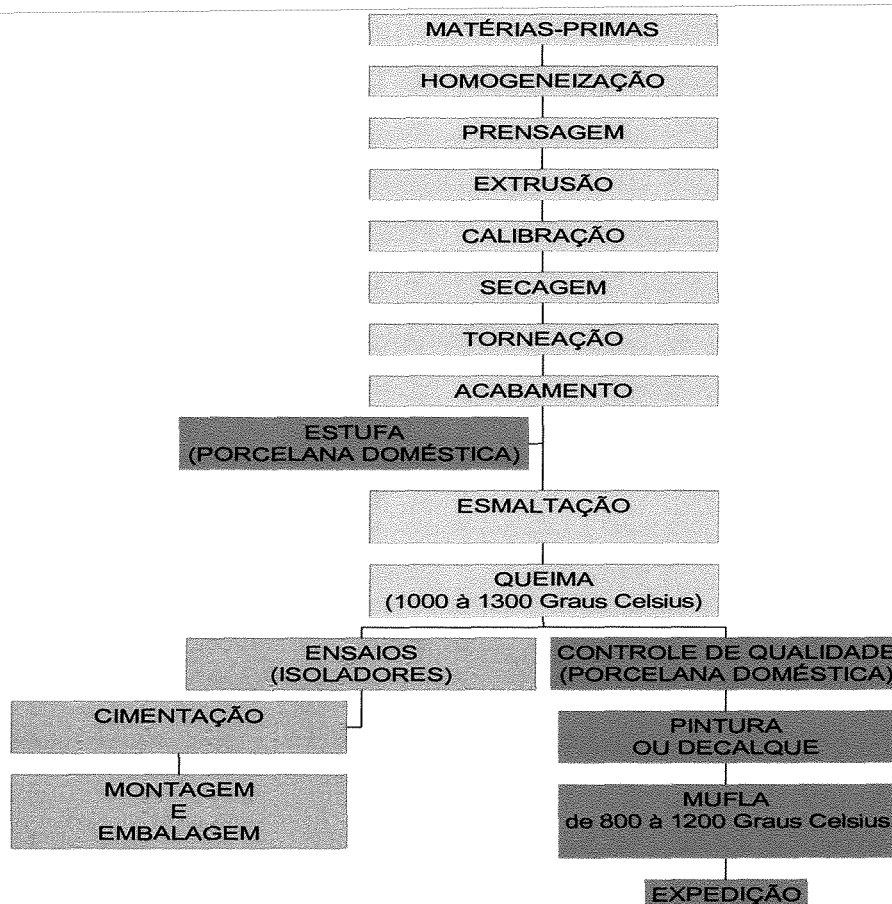 MATÉRIAS-PRIMAS
HOMOGENEIZAÇÃO
PRENSAGEM
EXTRUSÃO
CALIBRAÇÃO
SECAGEM
TORNEAÇÃO
ACABAMENTO
ESTUFA
(PORCELANA DOMÉSTICA)
ESMALTAÇÃO
QUEIMA
(1000 à 1300 Graus Celsius)
ENSAIOS
(ISOLADORES)
CIMENTAÇÃO
MONTAGEM
E
EMBALAGEM
CONTROLE DE QUALIDADE
(PORCELANA DOMÉSTICA)
PINTURA
OU DECALQUE
MUFLA
de 800 à 1200 Graus Celsius
EXPEDIÇÃO